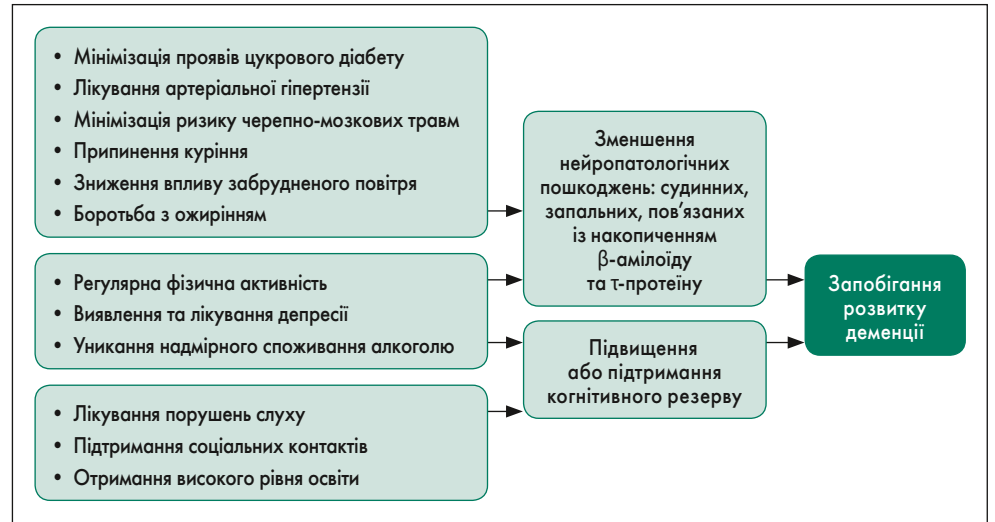 • Мінімізація проявів цукрового діабету
• Лікування артеріальної гіпертензії
• Мінімізація ризику черепно-мозкових травм
• Припинення куріння
• Зниження впливу забрудненого повітря
• Боротьба з ожирінням
• Регулярна фізична активність
• Виявлення та лікування депресії
• Уникання надмірного споживання алкоголю
• Лікування порушень слуху
• Підтримання соціальних контактів
• Отримання високого рівня освіти
Зменшення
нейропатологічних
пошкоджень: судинних,
запальних, пов’язаних
із накопиченням
β-амілоїду
та τ-протеїну
Підвищення
або підтримання
когнітивного резерву
Запобігання
розвитку
деменції